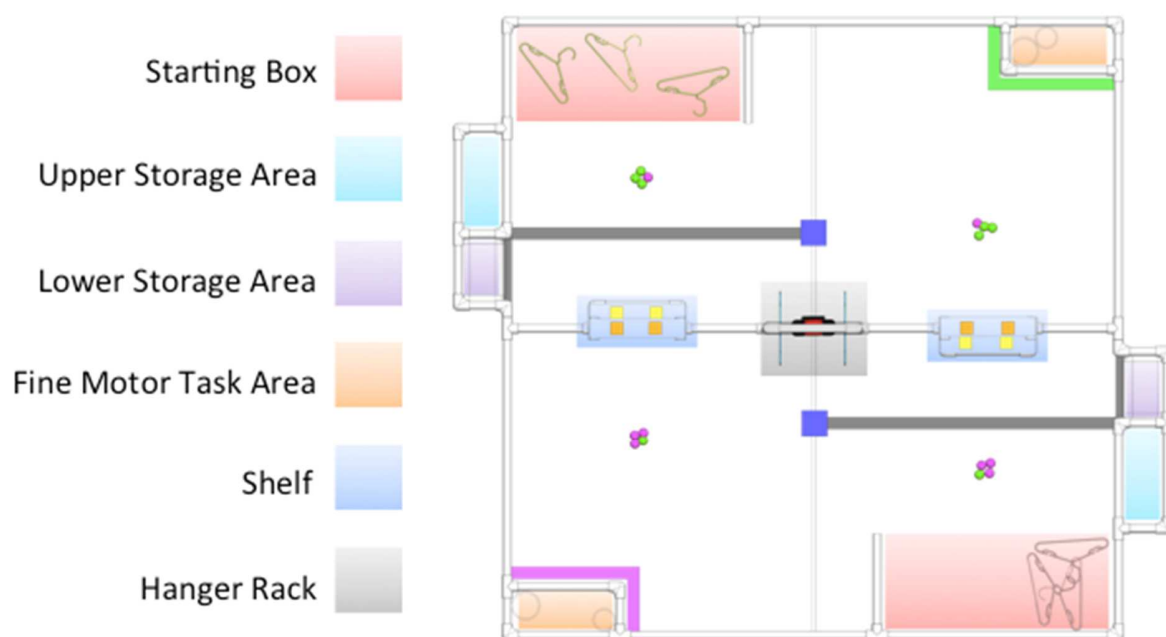 Starting Box
Upper Storage Area
Lower Storage Area
Fine Motor Task Area
Shelf
Hanger Rack